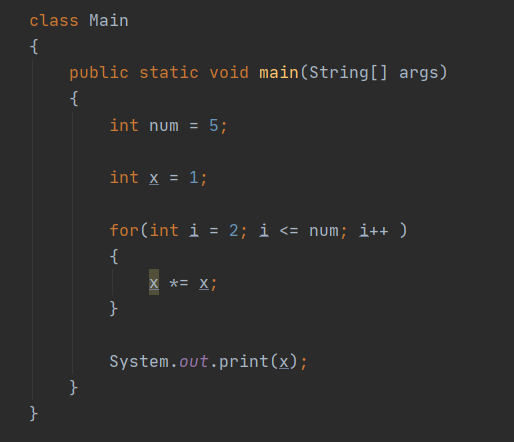 class Main
{
    public static void main(String[] args)
    {
        int num = 5;
        int x = 1;
        for(int i = 2; i <= num; i++ )
        {
            x *= x;
        }
        System.out.print(x);
    }
}